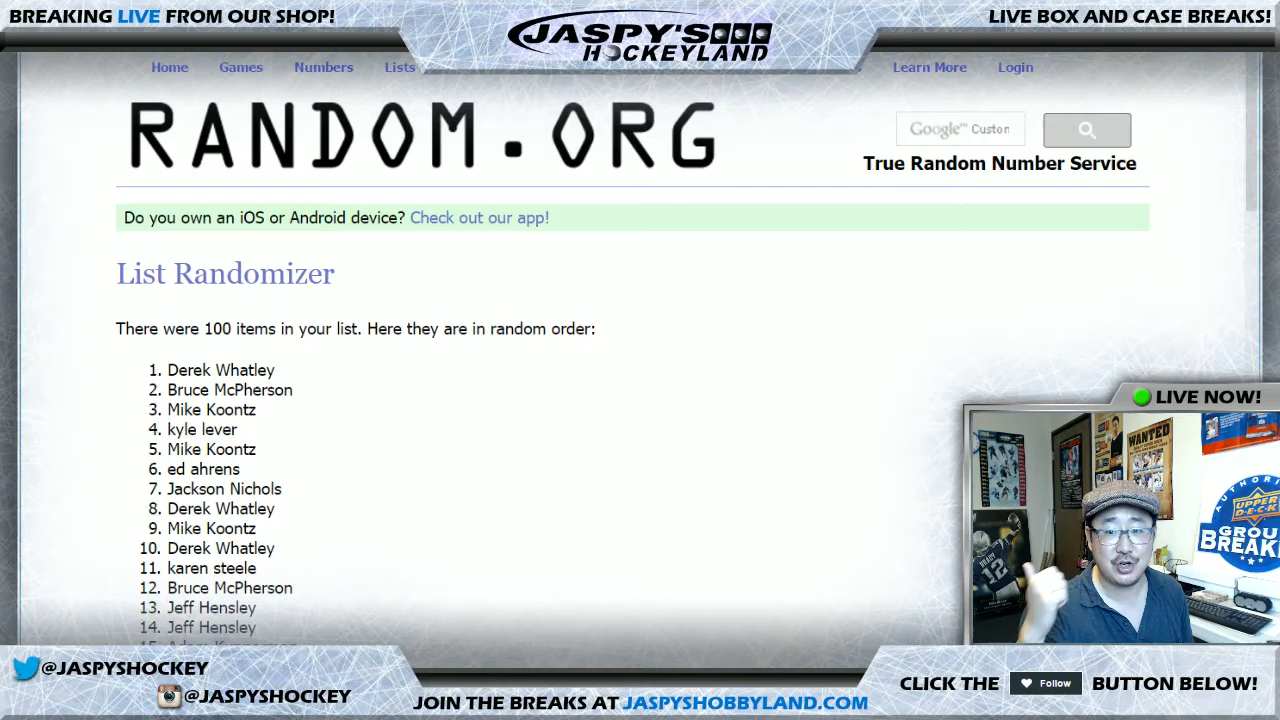 BREAKING LIVE FROM OUR SHOP!
JASPY'S HOCKEYLAND
LIVE BOX AND CASE BREAKS!
Home Games Numbers Lists Learn More Login
RANDOM.ORG
Google™ Custom
True Random Number Service
Do you own an iOS or Android device? Check out our app!
List Randomizer
There were 100 items in your list. Here they are in random order:
1. Derek Whatley
2. Bruce McPherson
3. Mike Koontz
4. kyle lever
5. Mike Koontz
6. ed ahrens
7. Jackson Nichols
8. Derek Whatley
9. Mike Koontz
10. Derek Whatley
11. karen steele
12. Bruce McPherson
13. Jeff Hensley
14. Jeff Hensley
LIVE NOW!
WANTED
UPPER DECK
BRADY
12
@JASPYSHOCKEY
@JASPYSHOCKEY
JOIN THE BREAKS AT JASPYSHOBBYLAND.COM
CLICK THE Follow BUTTON BELOW!